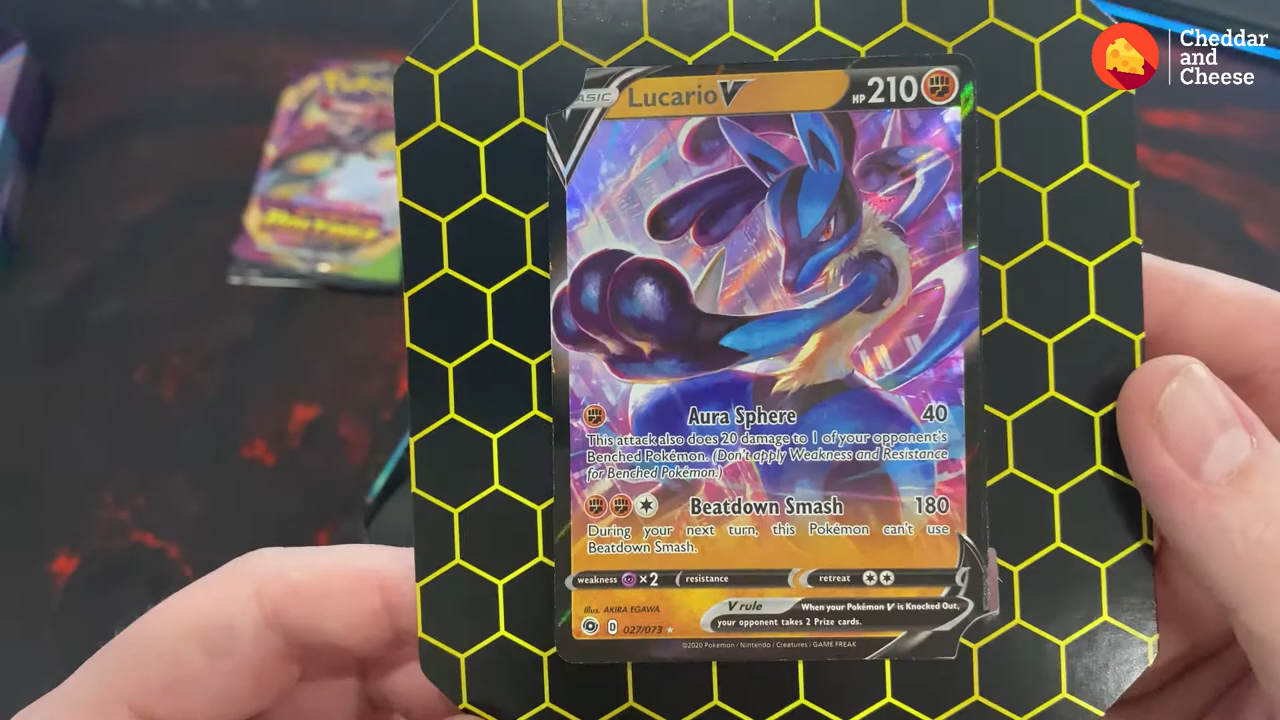 Cheddar
and
Cheese
BASIC Lucario V HP 210
Aura Sphere 40
This attack also does 20 damage to 1 of your opponent's
Benched Pokémon. (Don't apply Weakness and Resistance
for Benched Pokémon.)
Beatdown Smash 180
During your next turn, this Pokémon can't use
Beatdown Smash.
weakness ×2 resistance retreat
Illus. AKIRA EGAWA
V rule When your Pokémon V is Knocked Out,
your opponent takes 2 Prize cards.
D 027/073 ★
©2020 Pokémon / Nintendo / Creatures / GAME FREAK